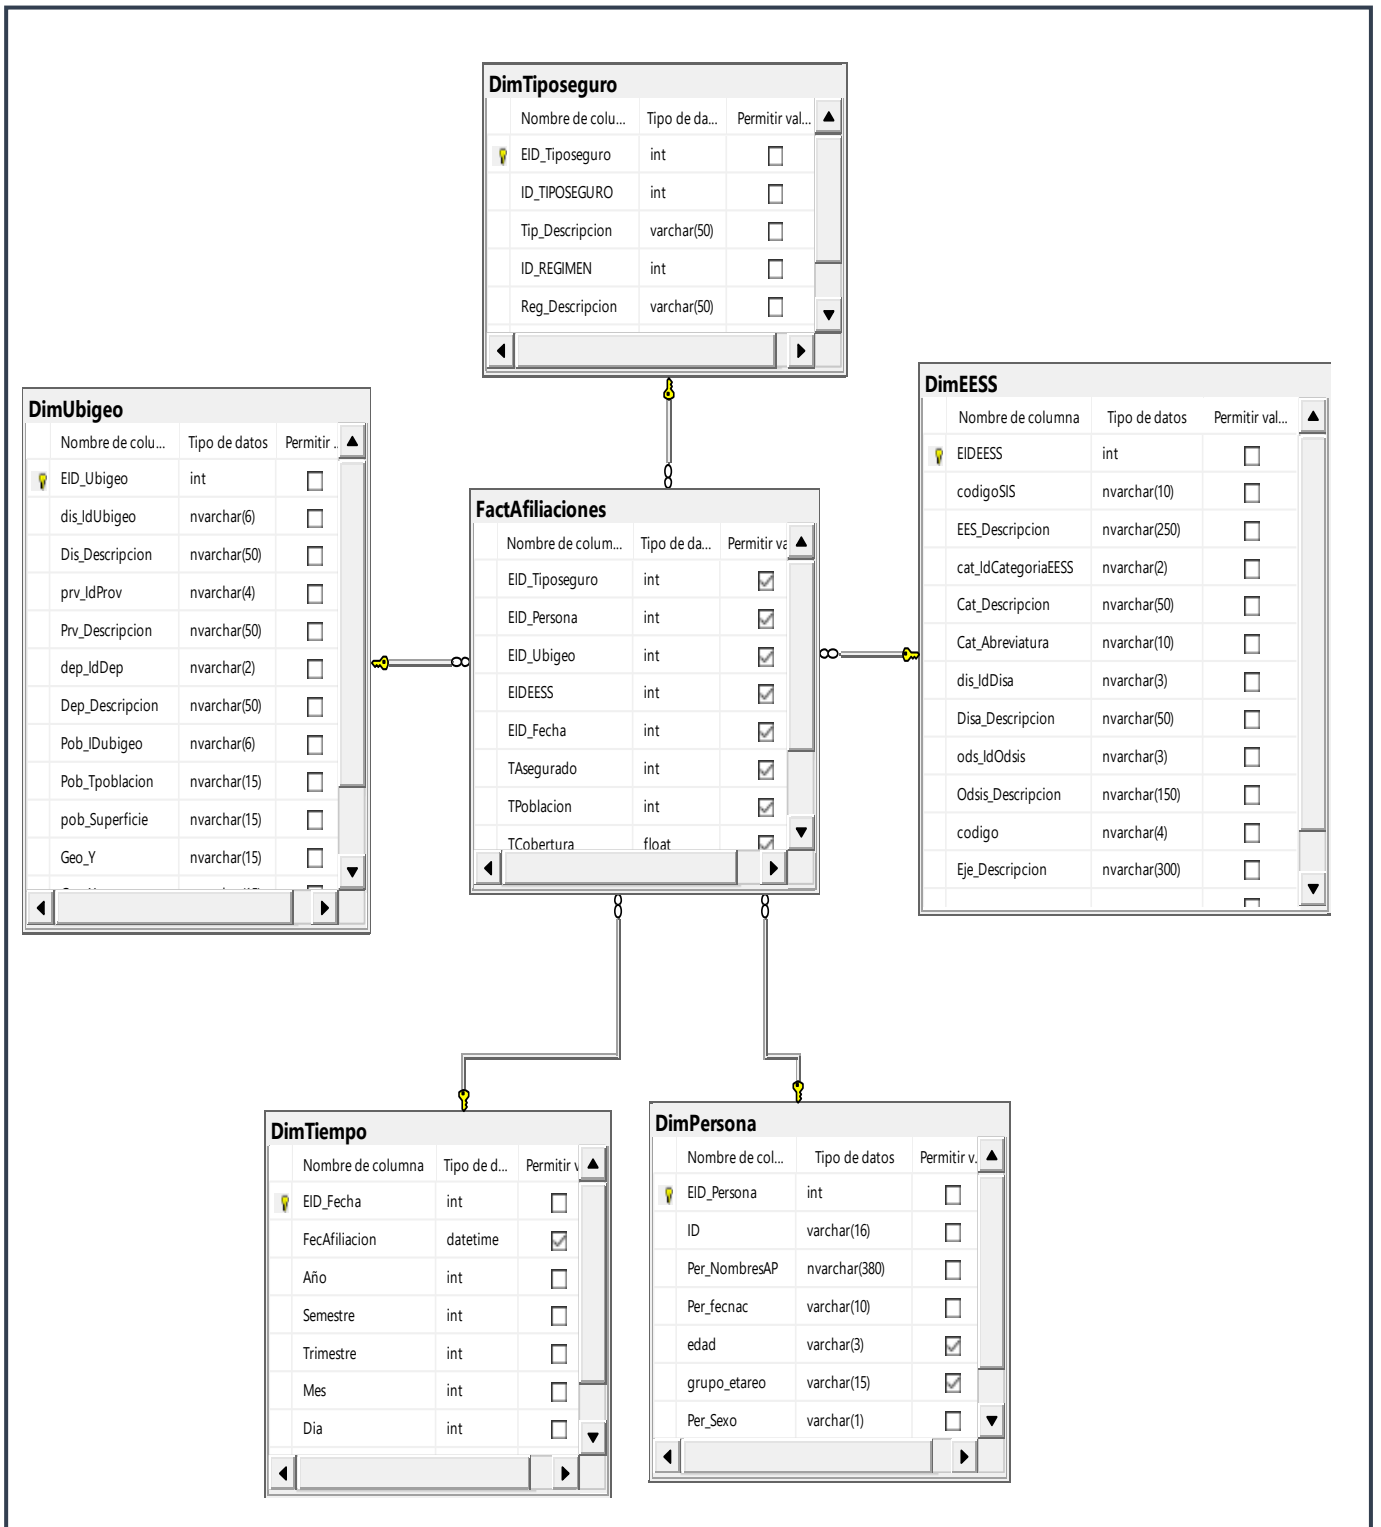 DimTiposeguro
Nombre de colu... Tipo de da... Permitir val...
EID_Tiposeguro int
ID_TIPOSEGURO int
Tip_Descripcion varchar(50)
ID_REGIMEN int
Reg_Descripcion varchar(50)
DimUbigeo
Nombre de colu... Tipo de datos Permitir ..
EID_Ubigeo int
dis_IdUbigeo nvarchar(6)
Dis_Descripcion nvarchar(50)
prv_IdProv nvarchar(4)
Prv_Descripcion nvarchar(50)
dep_IdDep nvarchar(2)
Dep_Descripcion nvarchar(50)
Pob_IDubigeo nvarchar(6)
Pob_Tpoblacion nvarchar(15)
pob_Superficie nvarchar(15)
Geo_Y nvarchar(15)
FactAfiliaciones
Nombre de colum... Tipo de da... Permitir va
EID_Tiposeguro int
EID_Persona int
EID_Ubigeo int
EIDEESS int
EID_Fecha int
TAsegurado int
TPoblacion int
TCobertura float
DimEESS
Nombre de columna Tipo de datos Permitir val...
EIDEESS int
codigoSIS nvarchar(10)
EES_Descripcion nvarchar(250)
cat_IdCategoriaEESS nvarchar(2)
Cat_Descripcion nvarchar(50)
Cat_Abreviatura nvarchar(10)
dis_IdDisa nvarchar(3)
Disa_Descripcion nvarchar(50)
ods_IdOdsis nvarchar(3)
Odsis_Descripcion nvarchar(150)
codigo nvarchar(4)
Eje_Descripcion nvarchar(300)
DimTiempo
Nombre de columna Tipo de d... Permitir v
EID_Fecha int
FecAfiliacion datetime
Año int
Semestre int
Trimestre int
Mes int
Dia int
DimPersona
Nombre de col... Tipo de datos Permitir v.
EID_Persona int
ID varchar(16)
Per_NombresAP nvarchar(380)
Per_fecnac varchar(10)
edad varchar(3)
grupo_etareo varchar(15)
Per_Sexo varchar(1)